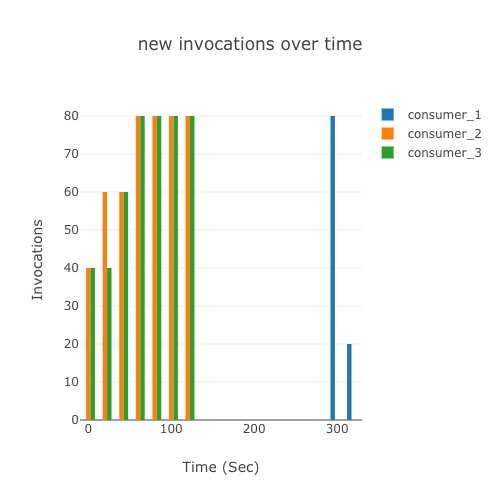 new invocations over time
consumer_1
consumer_2
consumer_3
80
70
60
50
40
30
20
10
0
Invocations
0 100 200 300
Time (Sec)